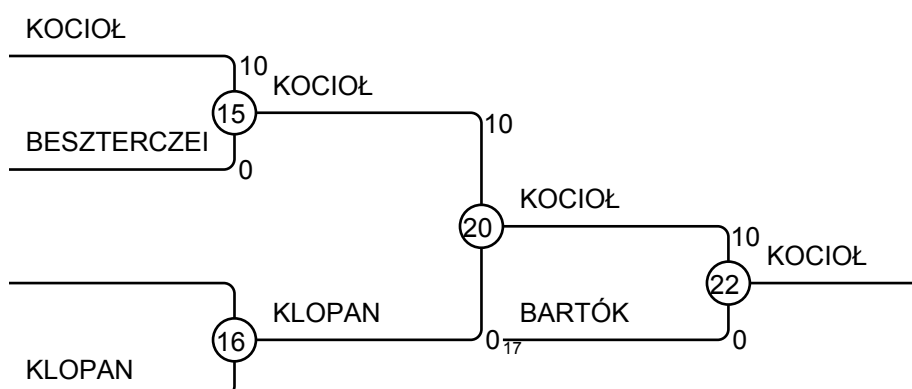 KOCIOŁ
10
KOCIOŁ
15
10
BESZTERCZEI
0
KOCIOŁ
20
10
KOCIOŁ
22
KLOPAN
BARTÓK
16
0
17
0
KLOPAN